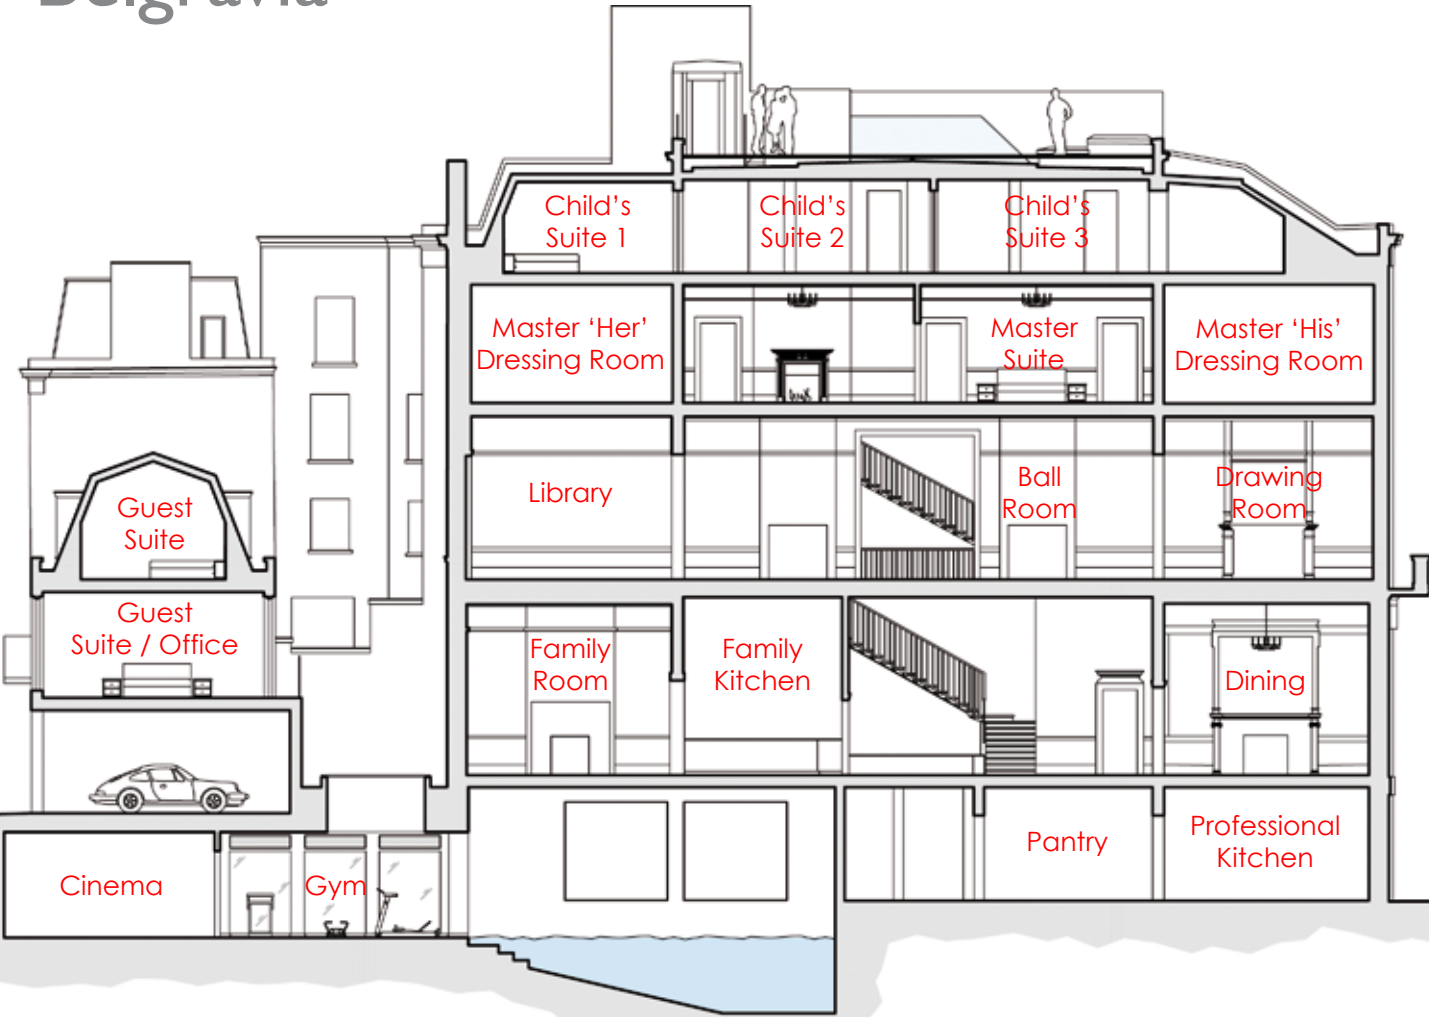 Belgravia
Child's
Suite 1
Child's
Suite 2
Child's
Suite 3
Master ‘Her’
Dressing Room
Master
Suite
Master ‘His’
Dressing Room
Library
Ball
Room
Drawing
Room
Guest
Suite
Guest
Suite / Office
Family
Room
Family
Kitchen
Dining
Cinema
Gym
Pantry
Professional
Kitchen